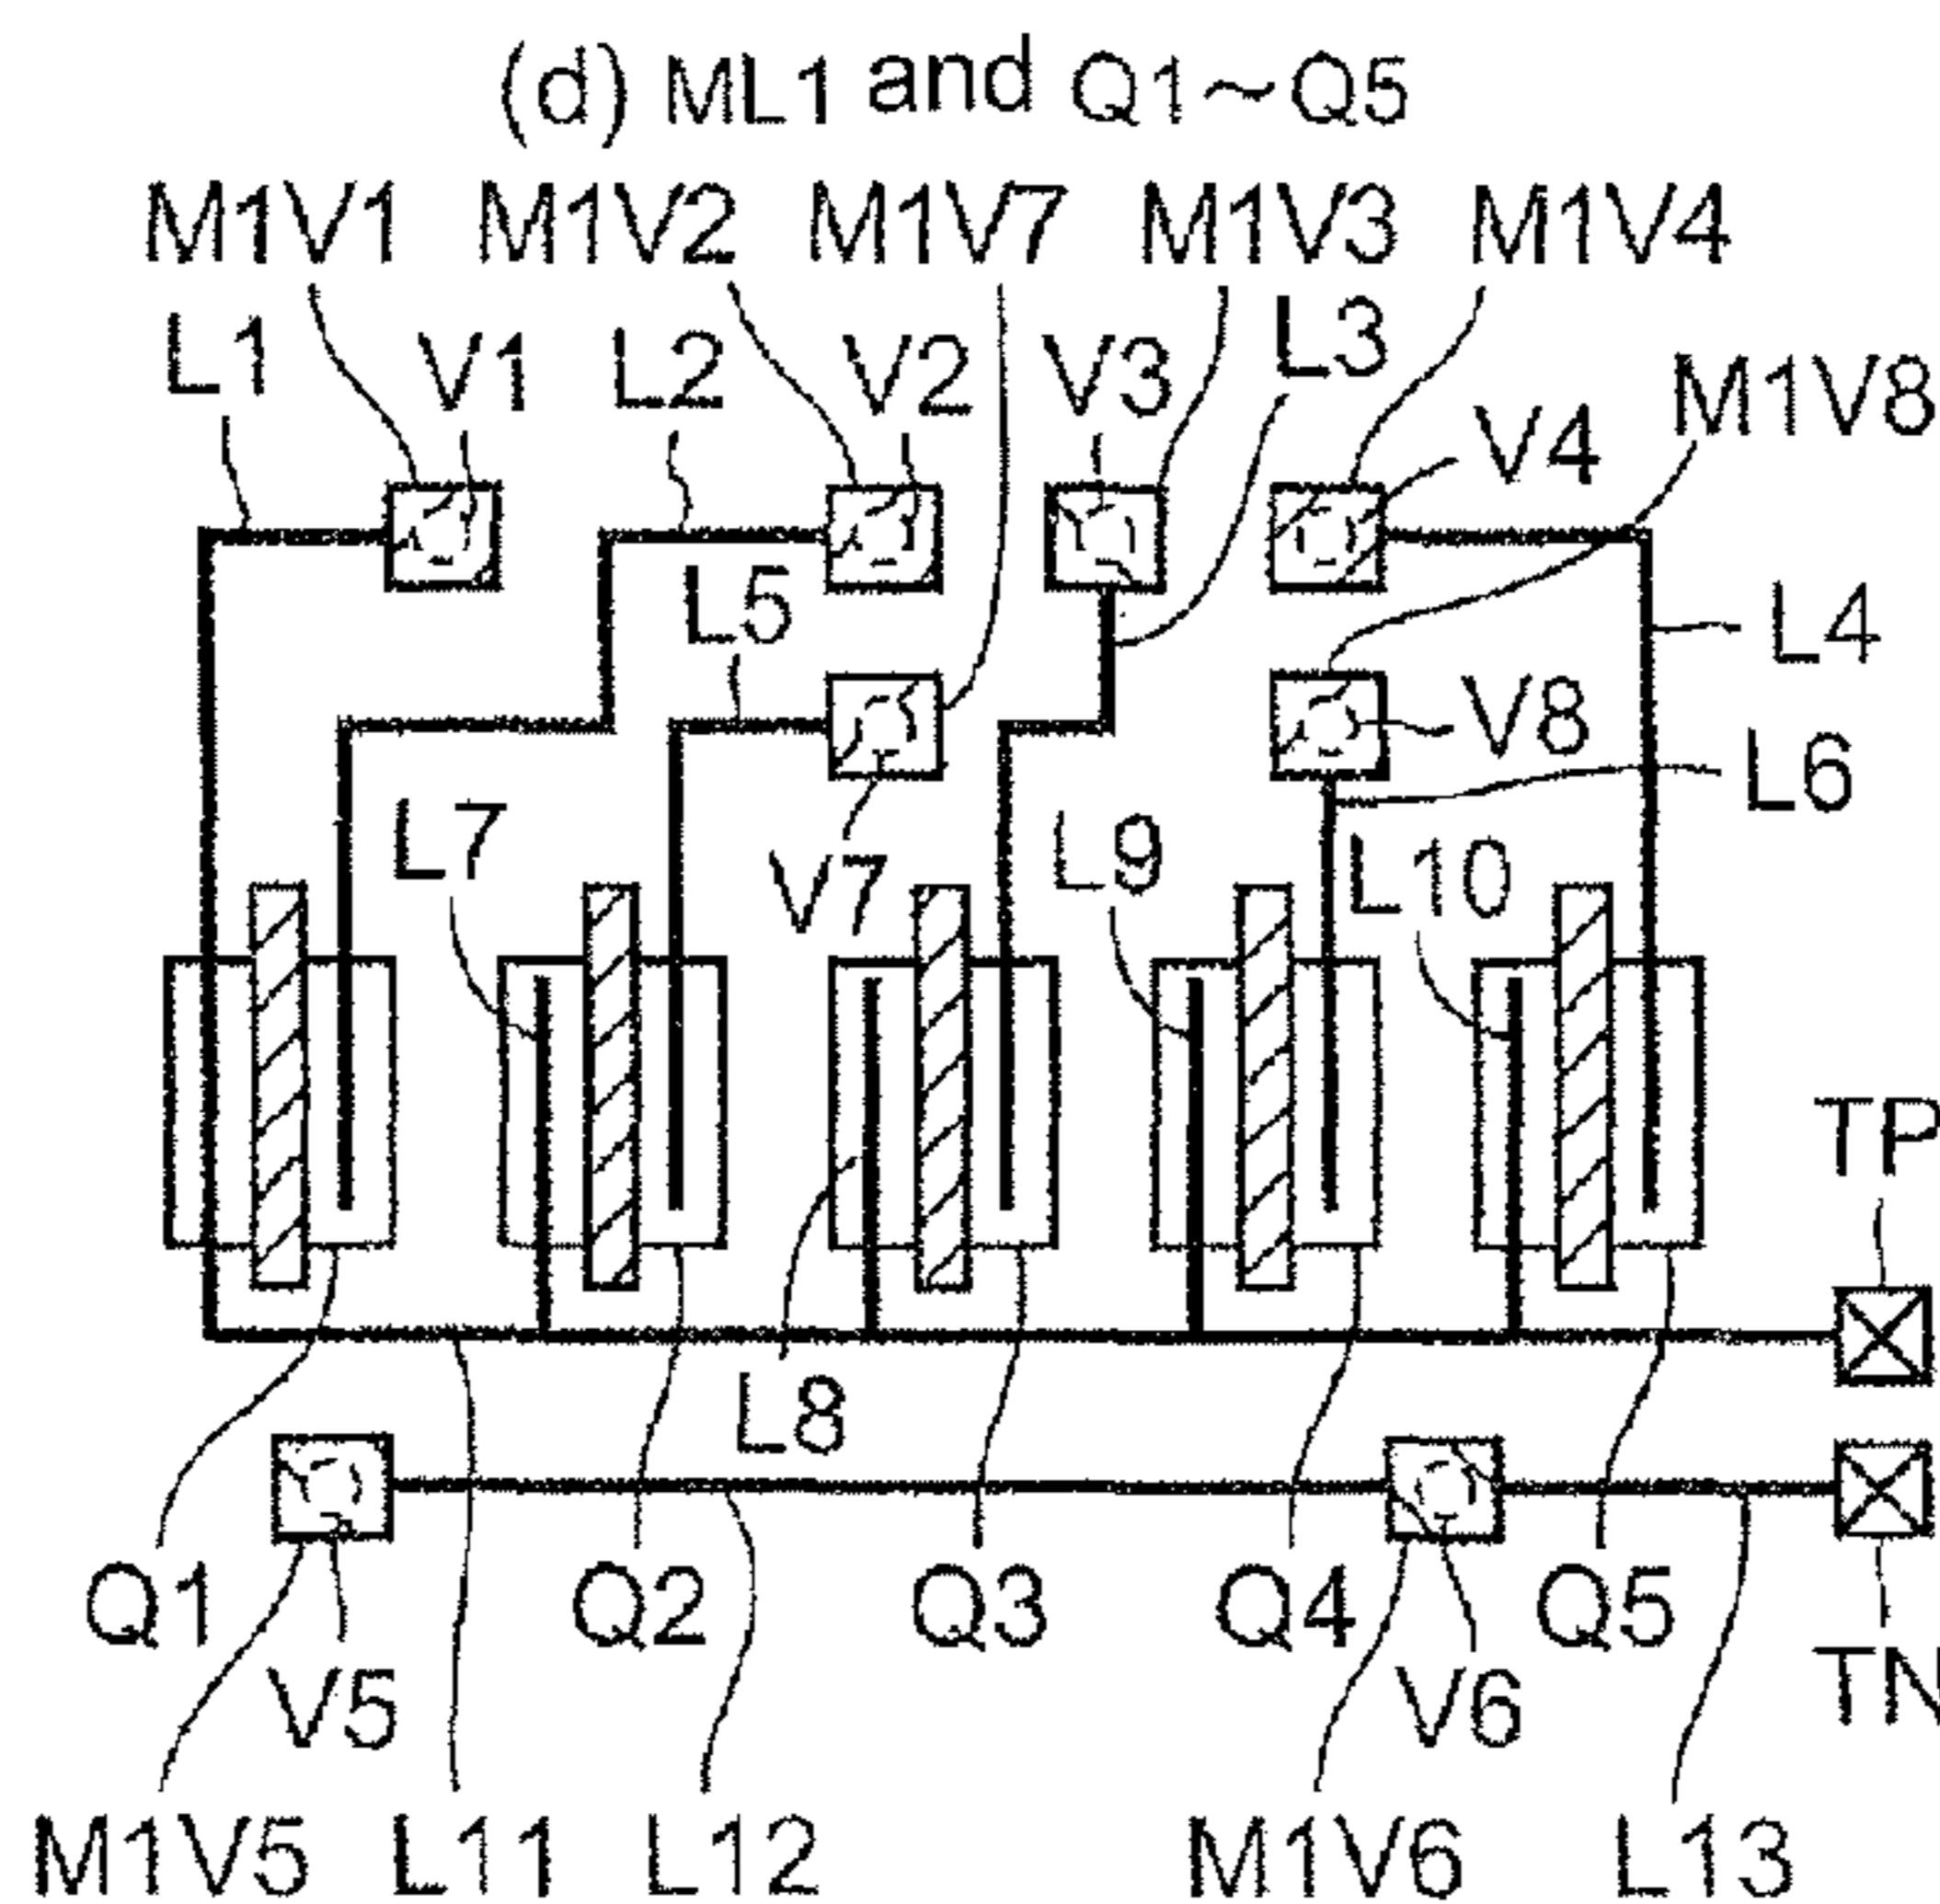 (d) ML1 and Q1~Q5
M1V1 M1V2 M1V7 M1V3 M1V4
L1 V1 L2 V2 V3 L3 V4 M1V8
L5 L4
V8
L7 V7 L9 L10 L6
TP
L8
Q1 Q2 Q3 Q4 Q5
V5 V6 TN
M1V5 L11 L12 M1V6 L13